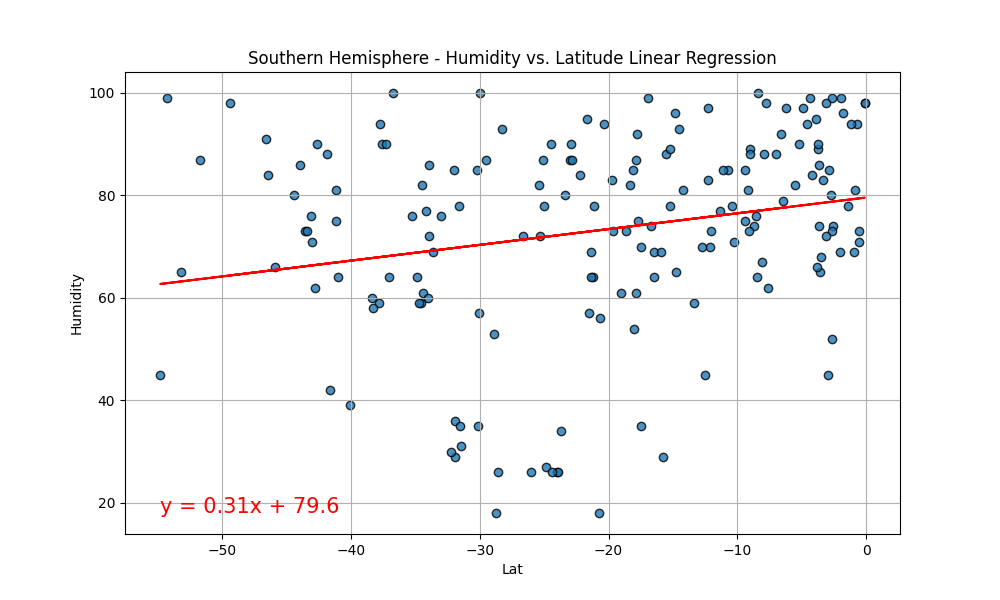 Southern Hemisphere - Humidity vs. Latitude Linear Regression
100
80
60
40
20
Humidity
y = 0.31x + 79.6
−50
−40
−30
−20
−10
0
Lat